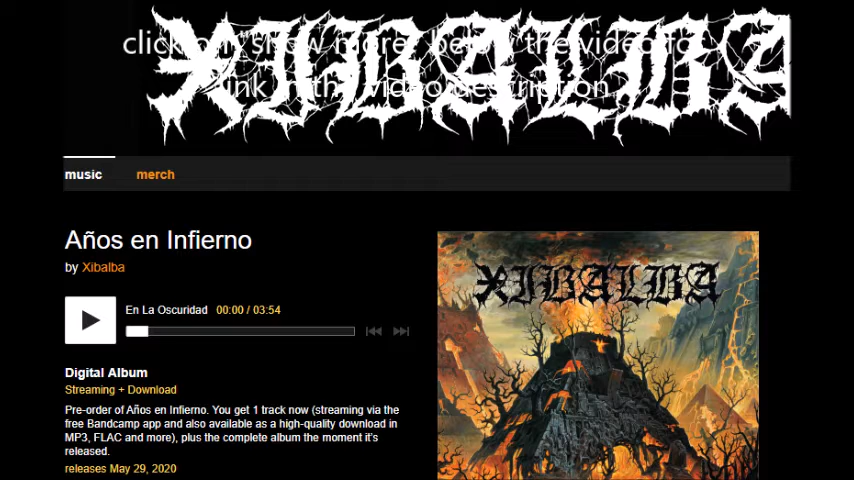 click on "show more" below the video for
link in the video description
XIBALBA
music
merch
Años en Infierno
by Xibalba
En La Oscuridad 00:00 / 03:54
XIBALBA
Digital Album
Streaming + Download
Pre-order of Años en Infierno. You get 1 track now (streaming via the
free Bandcamp app and also available as a high-quality download in
MP3, FLAC and more), plus the complete album the moment it's
released.
releases May 29, 2020